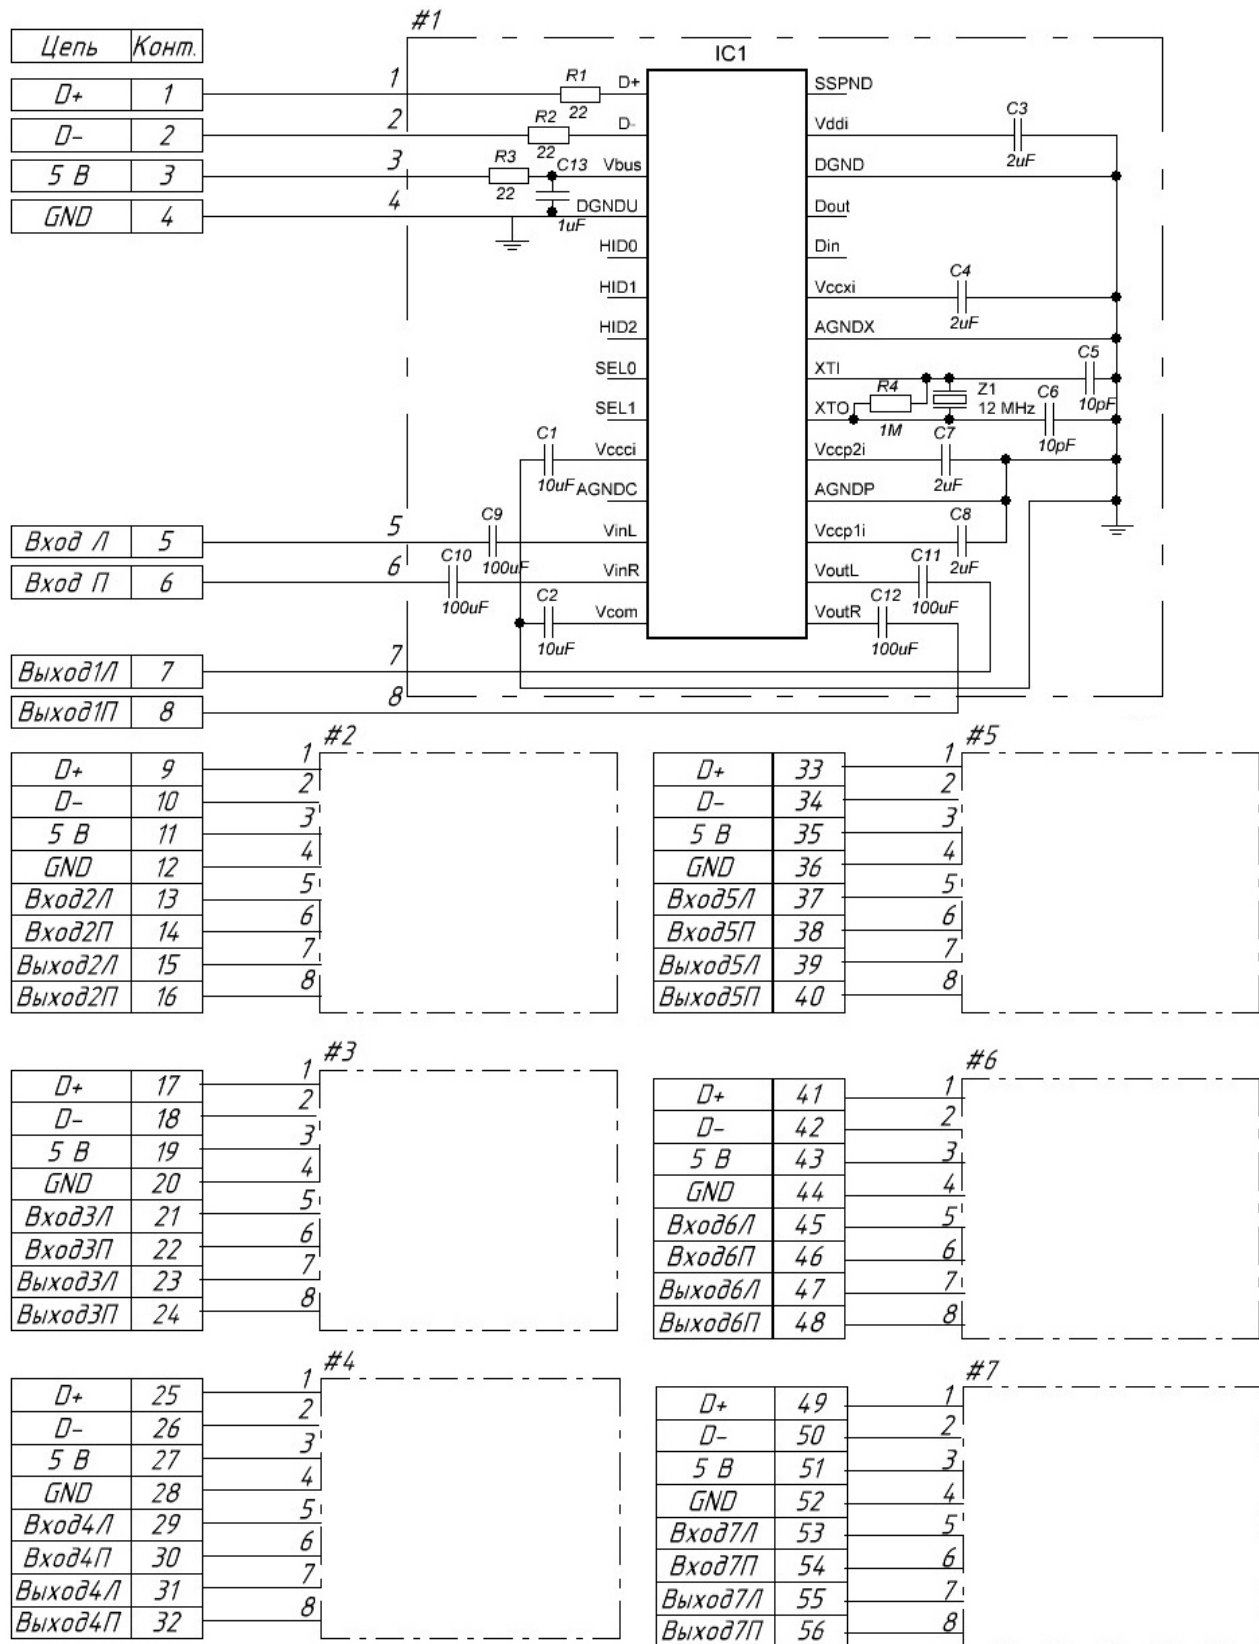 #1
Цепь Конт.
IC1
D+ 1 1 R1 22 D+ SSPND
D- 2 2 R2 22 D- Vddi C3 2uF
5 В 3 3 R3 22 C13 1uF Vbus DGND
GND 4 4 DGNDU Dout
HID0 Din
HID1 Vccxi C4 2uF
HID2 AGNDX
SEL0 XTI C5 10pF
SEL1 XTO R4 1M Z1 12 MHz C6 10pF
C1 10uF Vccci Vccp2i C7 2uF
AGNDC AGNDP
Вход Л 5 5 C9 100uF VinL Vccp1i C8 2uF
Вход П 6 6 C10 100uF VinR VoutL C11 100uF
C2 10uF Vcom VoutR C12 100uF
Выход1Л 7 7
Выход1П 8 8
#2
D+ 9 1
D- 10 2
5 В 11 3
GND 12 4
Вход2Л 13 5
Вход2П 14 6
Выход2Л 15 7
Выход2П 16 8
#3
D+ 17 1
D- 18 2
5 В 19 3
GND 20 4
Вход3Л 21 5
Вход3П 22 6
Выход3Л 23 7
Выход3П 24 8
#4
D+ 25 1
D- 26 2
5 В 27 3
GND 28 4
Вход4Л 29 5
Вход4П 30 6
Выход4Л 31 7
Выход4П 32 8
#5
D+ 33 1
D- 34 2
5 В 35 3
GND 36 4
Вход5Л 37 5
Вход5П 38 6
Выход5Л 39 7
Выход5П 40 8
#6
D+ 41 1
D- 42 2
5 В 43 3
GND 44 4
Вход6Л 45 5
Вход6П 46 6
Выход6Л 47 7
Выход6П 48 8
#7
D+ 49 1
D- 50 2
5 В 51 3
GND 52 4
Вход7Л 53 5
Вход7П 54 6
Выход7Л 55 7
Выход7П 56 8